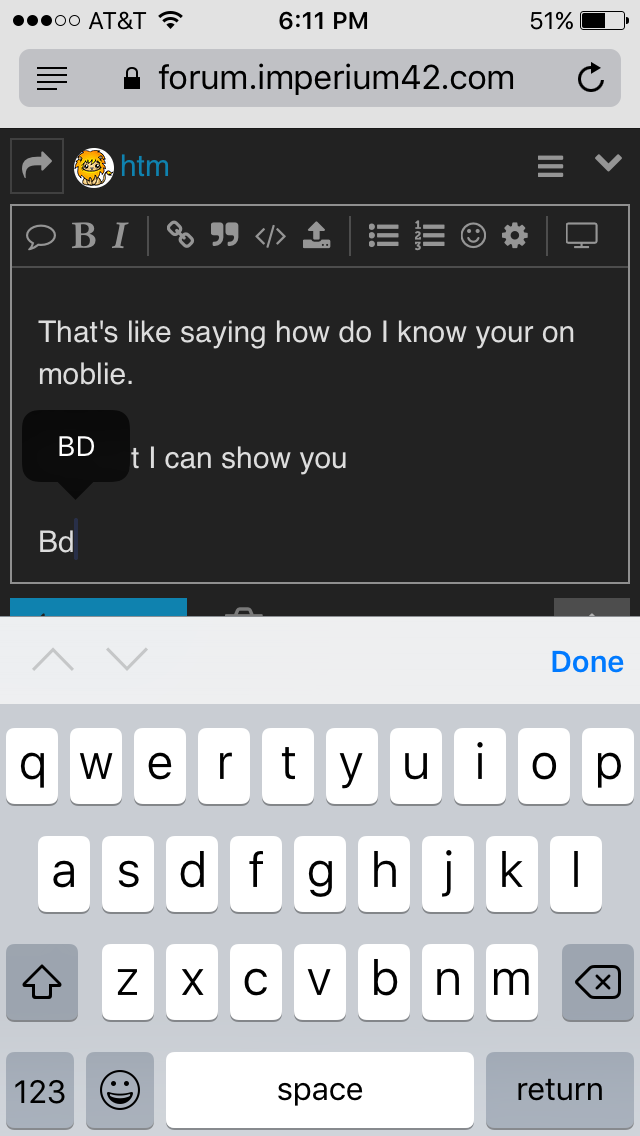 AT&T 6:11 PM 51%
forum.imperium42.com
htm
B I
That's like saying how do I know your on
moblie.
BD
t I can show you
Bd
Done
q w e r t y u i o p
a s d f g h j k l
z x c v b n m
123 space return